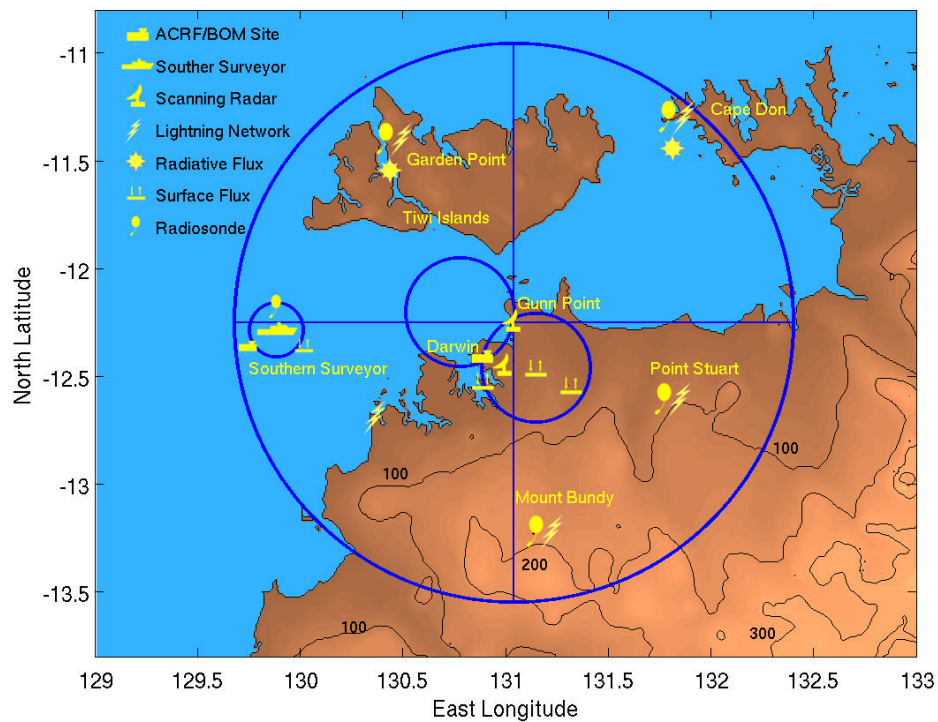 ACRF/BOM Site
Souther Surveyor
Scanning Radar
Lightning Network
Radiative Flux
Surface Flux
Radiosonde
Cape Don
Garden Point
Tiwi Islands
Gunn Point
Darwin
Southern Surveyor
Point Stuart
Mount Bundy
100
100
200
100
300
-11
-11.5
-12
-12.5
-13
-13.5
North Latitude
129
129.5
130
130.5
131
131.5
132
132.5
133
East Longitude